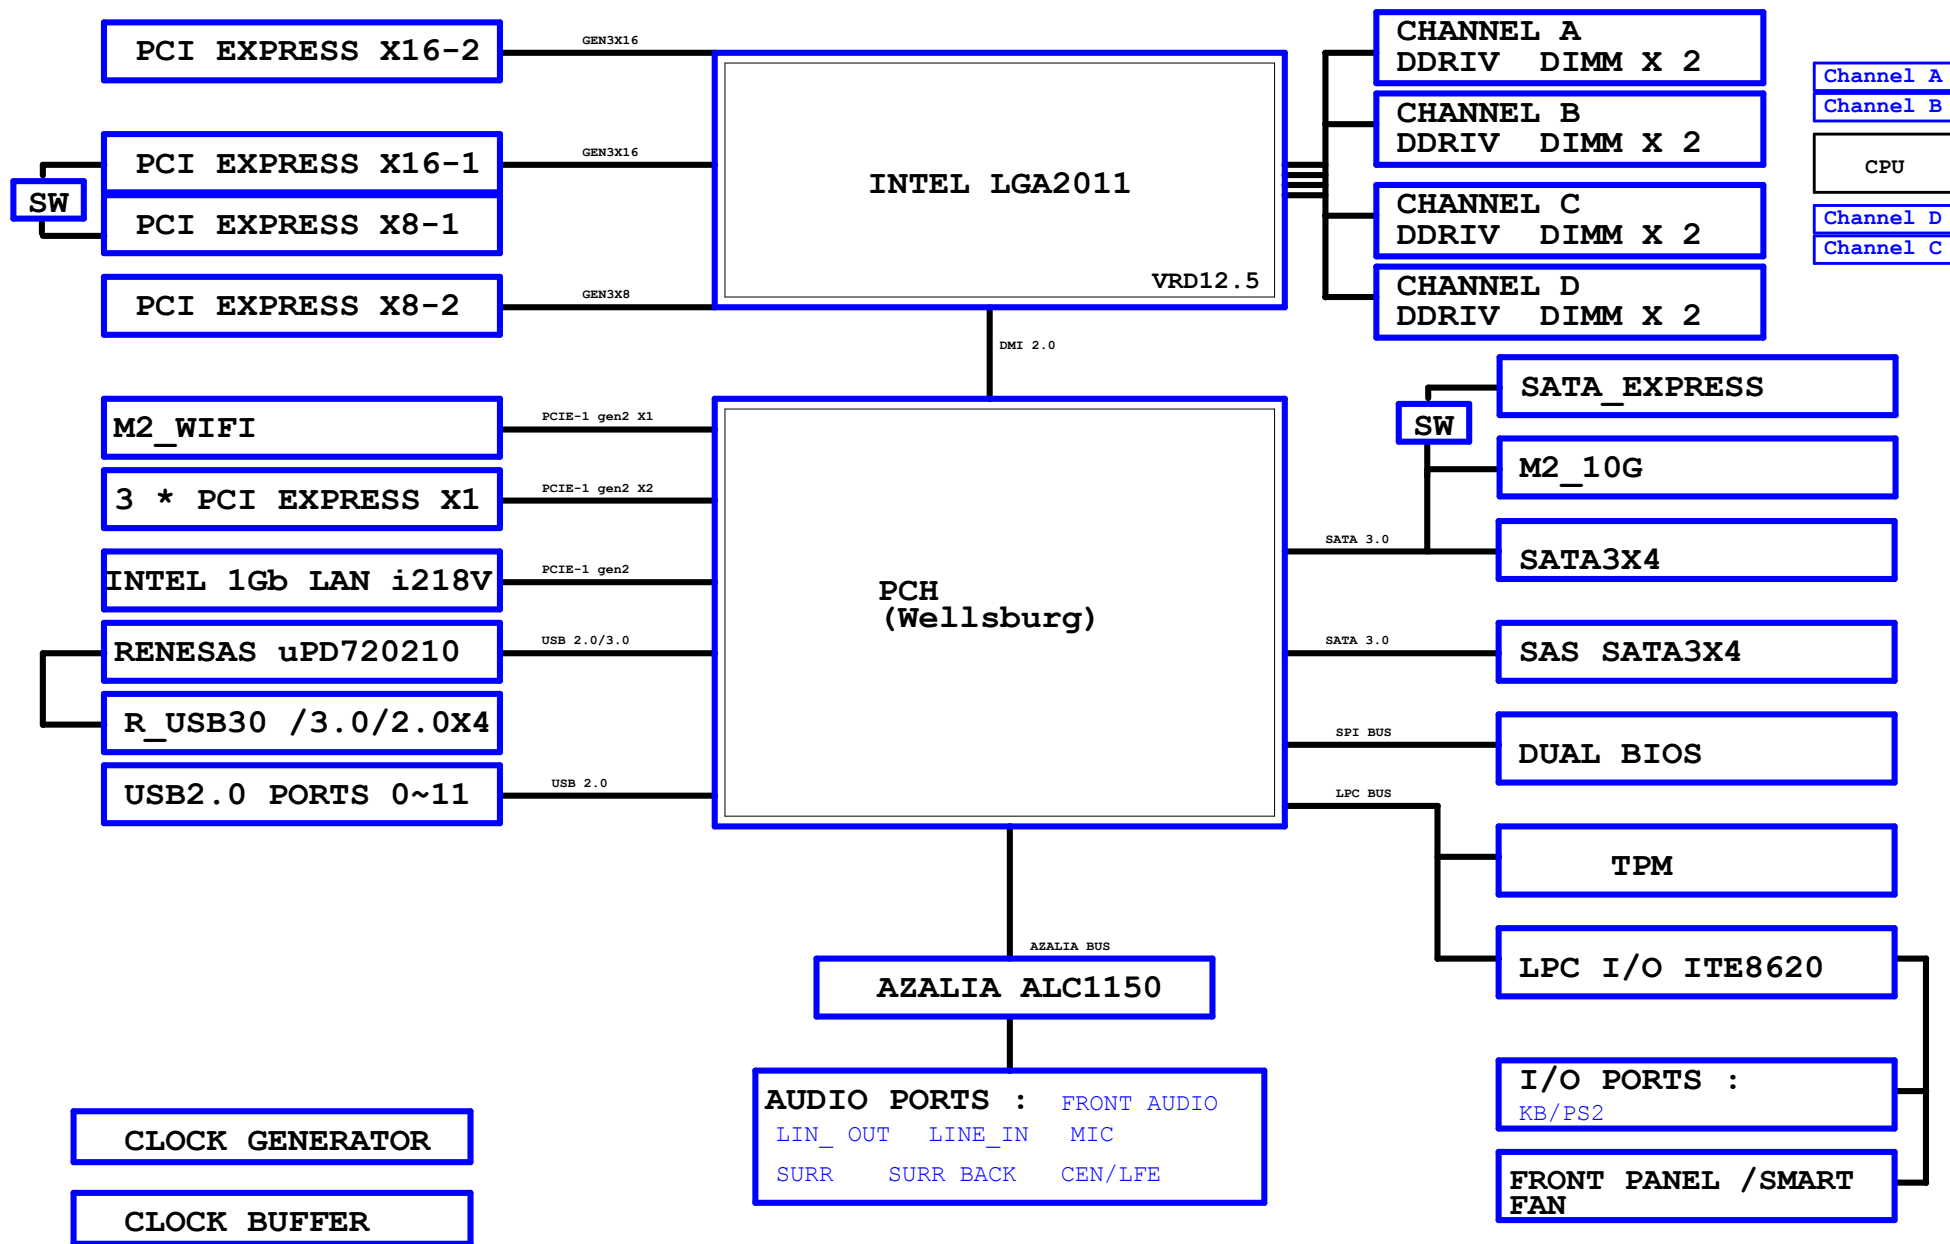 PCI EXPRESS X16-2
GEN3X16
PCI EXPRESS X16-1
GEN3X16
SW
PCI EXPRESS X8-1
PCI EXPRESS X8-2
GEN3X8
INTEL LGA2011
VRD12.5
CHANNEL A
DDRIV DIMM X 2
CHANNEL B
DDRIV DIMM X 2
CHANNEL C
DDRIV DIMM X 2
CHANNEL D
DDRIV DIMM X 2
Channel A
Channel B
CPU
Channel D
Channel C
DMI 2.0
M2_WIFI
PCIE-1 gen2 X1
3 * PCI EXPRESS X1
PCIE-1 gen2 X2
INTEL 1Gb LAN i218V
PCIE-1 gen2
RENESAS uPD720210
USB 2.0/3.0
R_USB30 /3.0/2.0X4
USB2.0 PORTS 0~11
USB 2.0
PCH
(Wellsburg)
SATA_EXPRESS
SW
M2_10G
SATA 3.0
SATA3X4
SATA 3.0
SAS SATA3X4
SPI BUS
DUAL BIOS
LPC BUS
TPM
LPC I/O ITE8620
I/O PORTS :
KB/PS2
FRONT PANEL /SMART
FAN
AZALIA BUS
AZALIA ALC1150
AUDIO PORTS : FRONT AUDIO
LIN_ OUT LINE_IN MIC
SURR SURR BACK CEN/LFE
CLOCK GENERATOR
CLOCK BUFFER